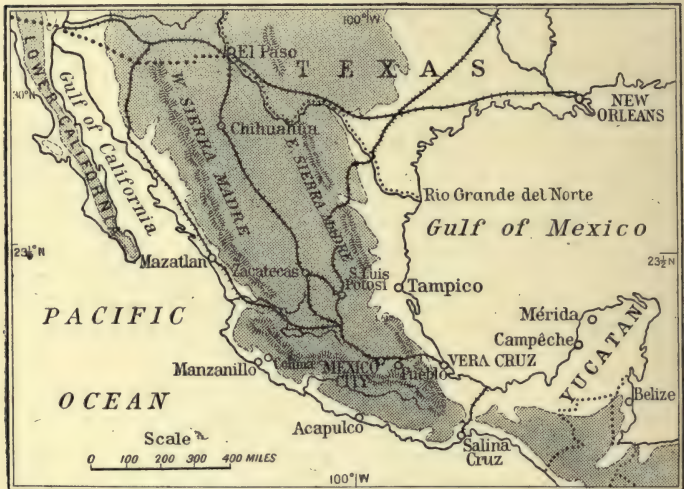 100°W
El Paso
TEXAS
30°N
LOWER CALIFORNIA
Gulf of California
W. SIERRA MADRE
Chihuahua
E. SIERRA MADRE
NEW ORLEANS
Rio Grande del Norte
Gulf of Mexico
23½°N
23½°N
Mazatlan
Zacatecas
S. Luis Potosi
Tampico
PACIFIC
OCEAN
Mérida
Campêche
YUCATAN
Manzanillo
Colima
MEXICO CITY
Pueblo
VERA CRUZ
Belize
Acapulco
Salina Cruz
Scale
0 100 200 300 400 MILES
100°W